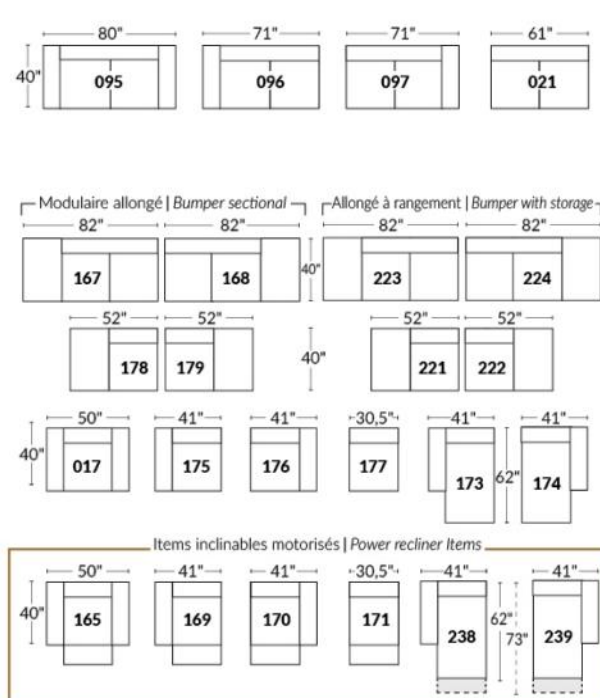 80" 71" 71" 61"
40" 095 096 097 021
Modulaire allongé | Bumper sectional Allongé à rangement | Bumper with storage
82" 82" 82" 82"
167 168 40" 223 224
52" 52" 52" 52"
178 179 40" 221 222
50" 41" 41" 30,5" 41" 41"
40" 017 175 176 177 173 62" 174
Items inclinables motorisés | Power recliner Items
50" 41" 41" 30,5" 41" 41"
40" 165 169 170 171 238 62" 73" 239